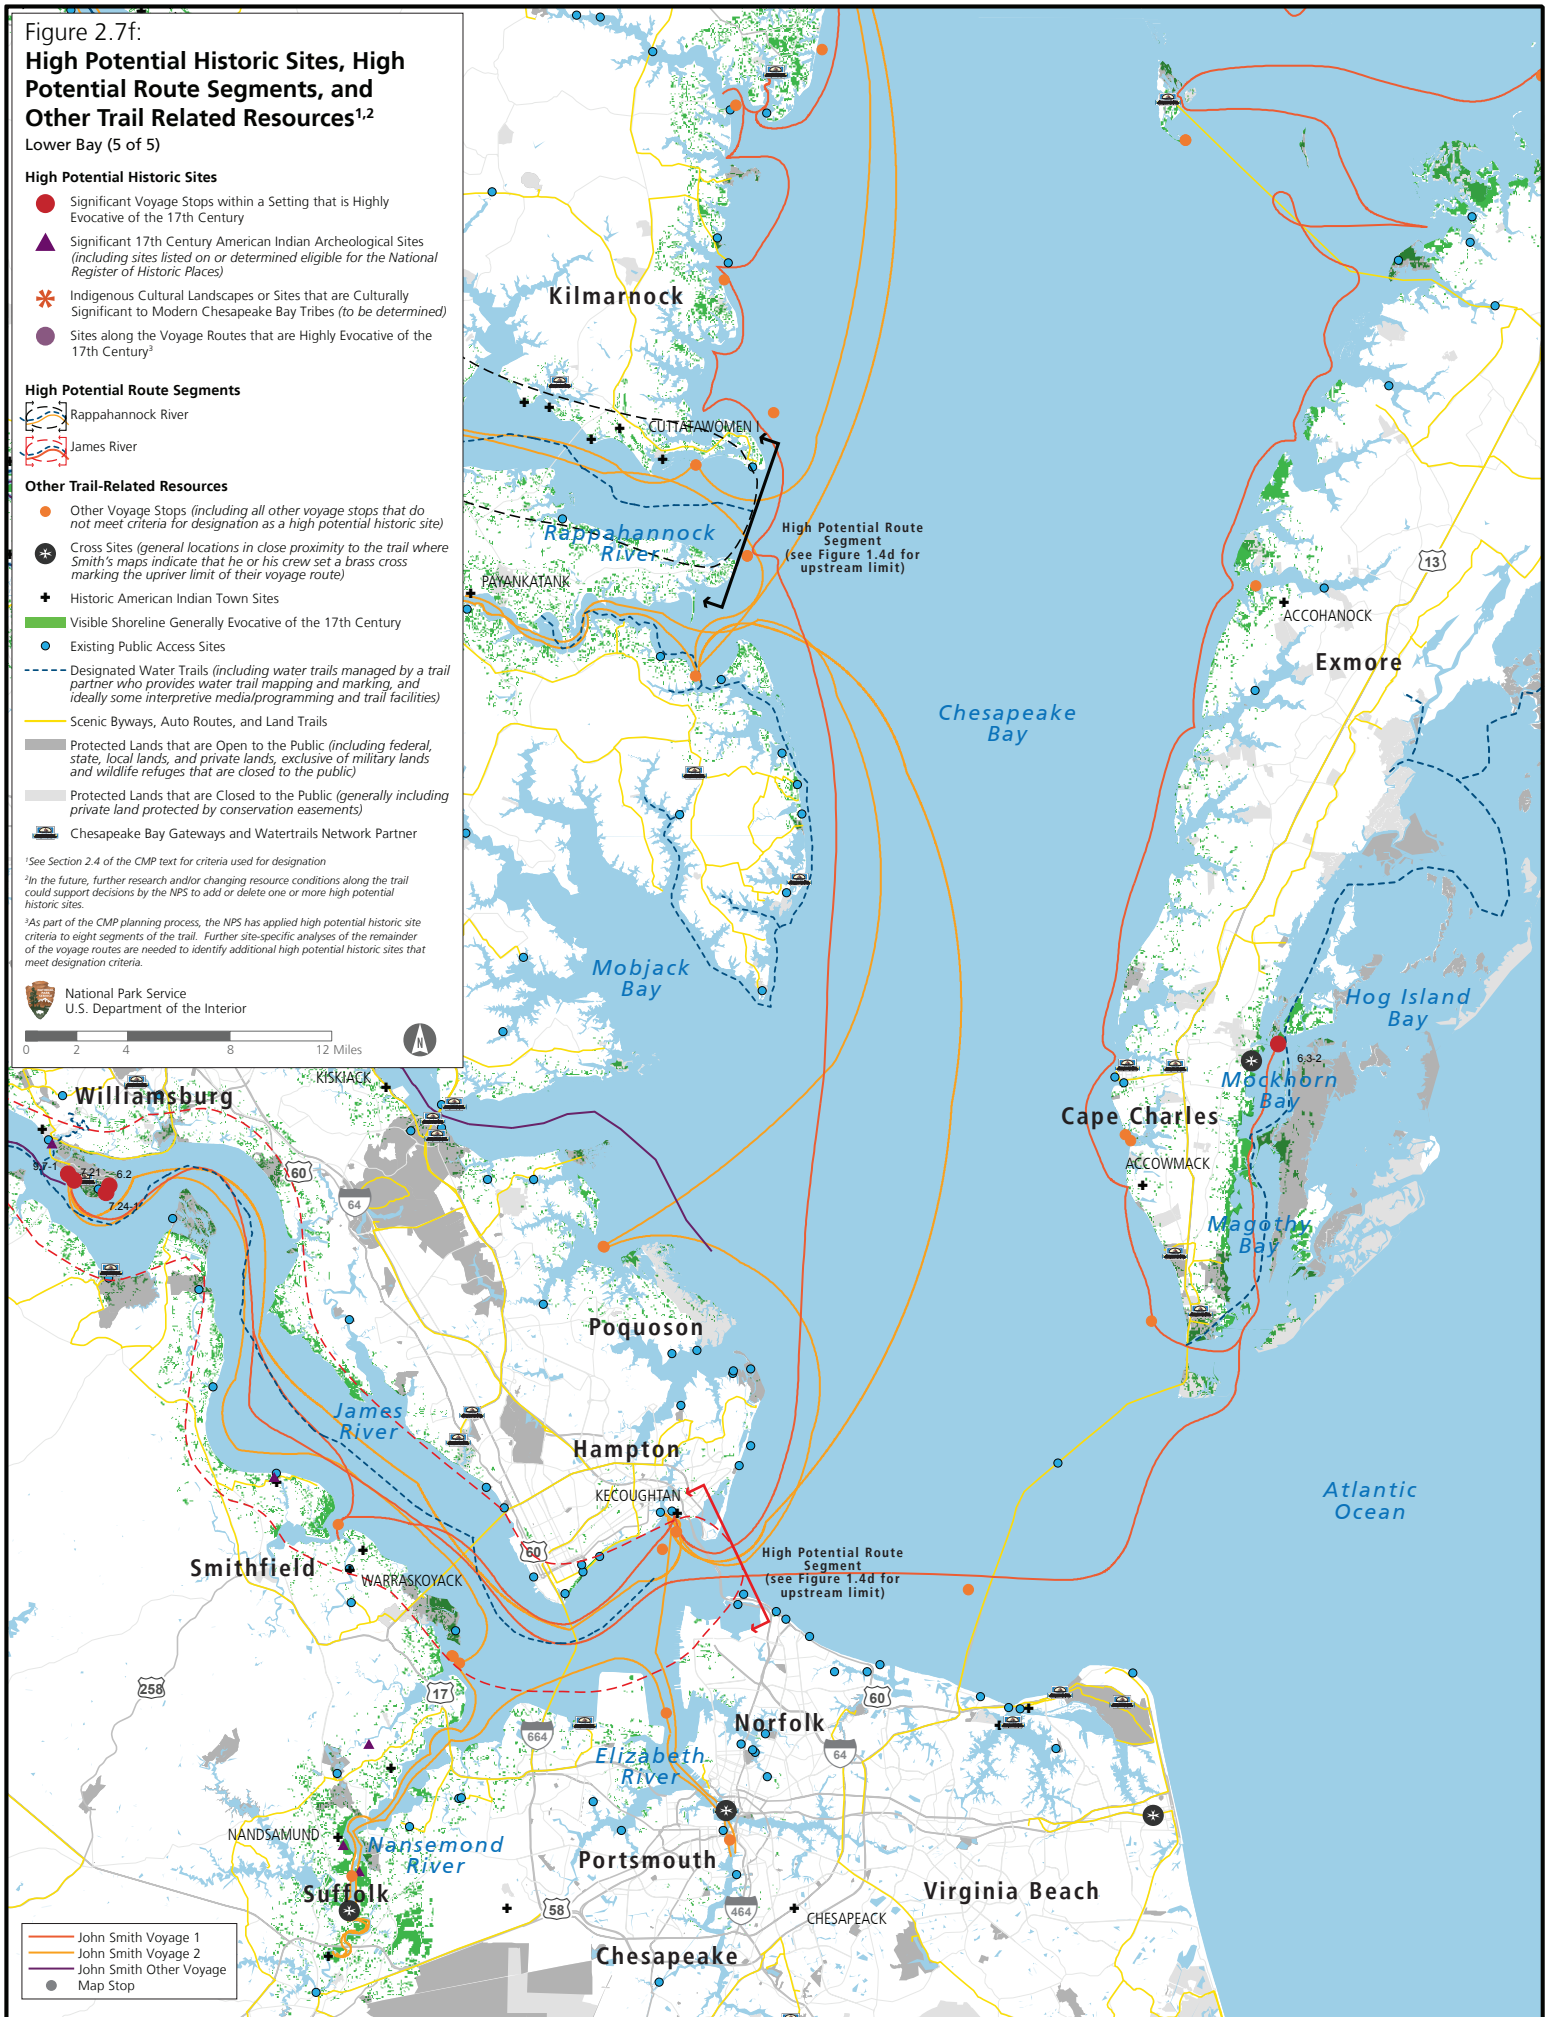 Figure 2.7f:
High Potential Historic Sites, High
Potential Route Segments, and
Other Trail Related Resources1,2
Lower Bay (5 of 5)
High Potential Historic Sites
Significant Voyage Stops within a Setting that is Highly
Evocative of the 17th Century
Significant 17th Century American Indian Archeological Sites
(including sites listed on or determined eligible for the National
Register of Historic Places)
Indigenous Cultural Landscapes or Sites that are Culturally
Significant to Modern Chesapeake Bay Tribes (to be determined)
Sites along the Voyage Routes that are Highly Evocative of the
17th Century3
High Potential Route Segments
Rappahannock River
James River
Other Trail-Related Resources
Other Voyage Stops (including all other voyage stops that do
not meet criteria for designation as a high potential historic site)
Cross Sites (general locations in close proximity to the trail where
Smith's maps indicate that he or his crew set a brass cross
marking the upriver limit of their voyage route)
Historic American Indian Town Sites
Visible Shoreline Generally Evocative of the 17th Century
Existing Public Access Sites
Designated Water Trails (including water trails managed by a trail
partner who provides water trail mapping and marking, and
ideally some interpretive media/programming and trail facilities)
Scenic Byways, Auto Routes, and Land Trails
Protected Lands that are Open to the Public (including federal,
state, local lands, and private lands, exclusive of military lands
and wildlife refuges that are closed to the public)
Protected Lands that are Closed to the Public (generally including
private land protected by conservation easements)
Chesapeake Bay Gateways and Watertrails Network Partner
1See Section 2.4 of the CMP text for criteria used for designation
2In the future, further research and/or changing resource conditions along the trail
could support decisions by the NPS to add or delete one or more high potential
historic sites.
3As part of the CMP planning process, the NPS has applied high potential historic site
criteria to eight segments of the trail. Further site-specific analyses of the remainder
of the voyage routes are needed to identify additional high potential historic sites that
meet designation criteria.
National Park Service
U.S. Department of the Interior
N
0 2 4 8 12 Miles
Kilmarnock
CUTTATAWOMEN I
Rappahannock
River
High Potential Route
Segment
(see Figure 1.4d for
upstream limit)
PAYANKATANK
13
ACCOHANOCK
Exmore
Chesapeake
Bay
Mobjack
Bay
Hog Island
Bay
6,3-2
Mockhorn
Bay
Cape Charles
ACCOWMACK
Magothy
Bay
KISKIACK
Williamsburg
9.7-1
7.21
6.2
7.24-1
60
64
Poquoson
James
River
Hampton
KECOUGHTAN
60
Atlantic
Ocean
High Potential Route
Segment
(see Figure 1.4d for
upstream limit)
Smithfield
WARRASKOYACK
258
17
60
Norfolk
664
64
Elizabeth
River
NANDSAMUND
Nansemond
River
Portsmouth
Suffolk
Virginia Beach
58
464
CHESAPEACK
Chesapeake
John Smith Voyage 1
John Smith Voyage 2
John Smith Other Voyage
Map Stop